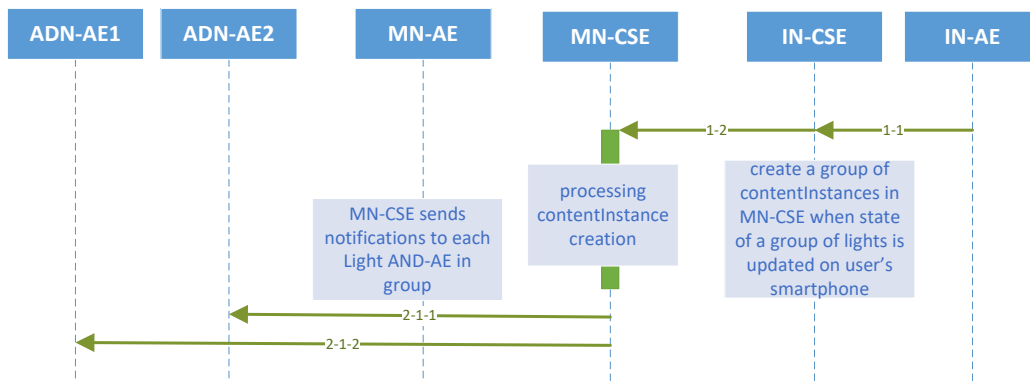 ADN-AE1
ADN-AE2
MN-AE
MN-CSE
IN-CSE
IN-AE
1-2
1-1
processing
contentInstance
creation
create a group of
contentInstances in
MN-CSE when state
of a group of lights is
updated on user's
smartphone
MN-CSE sends
notifications to each
Light AND-AE in
group
2-1-1
2-1-2